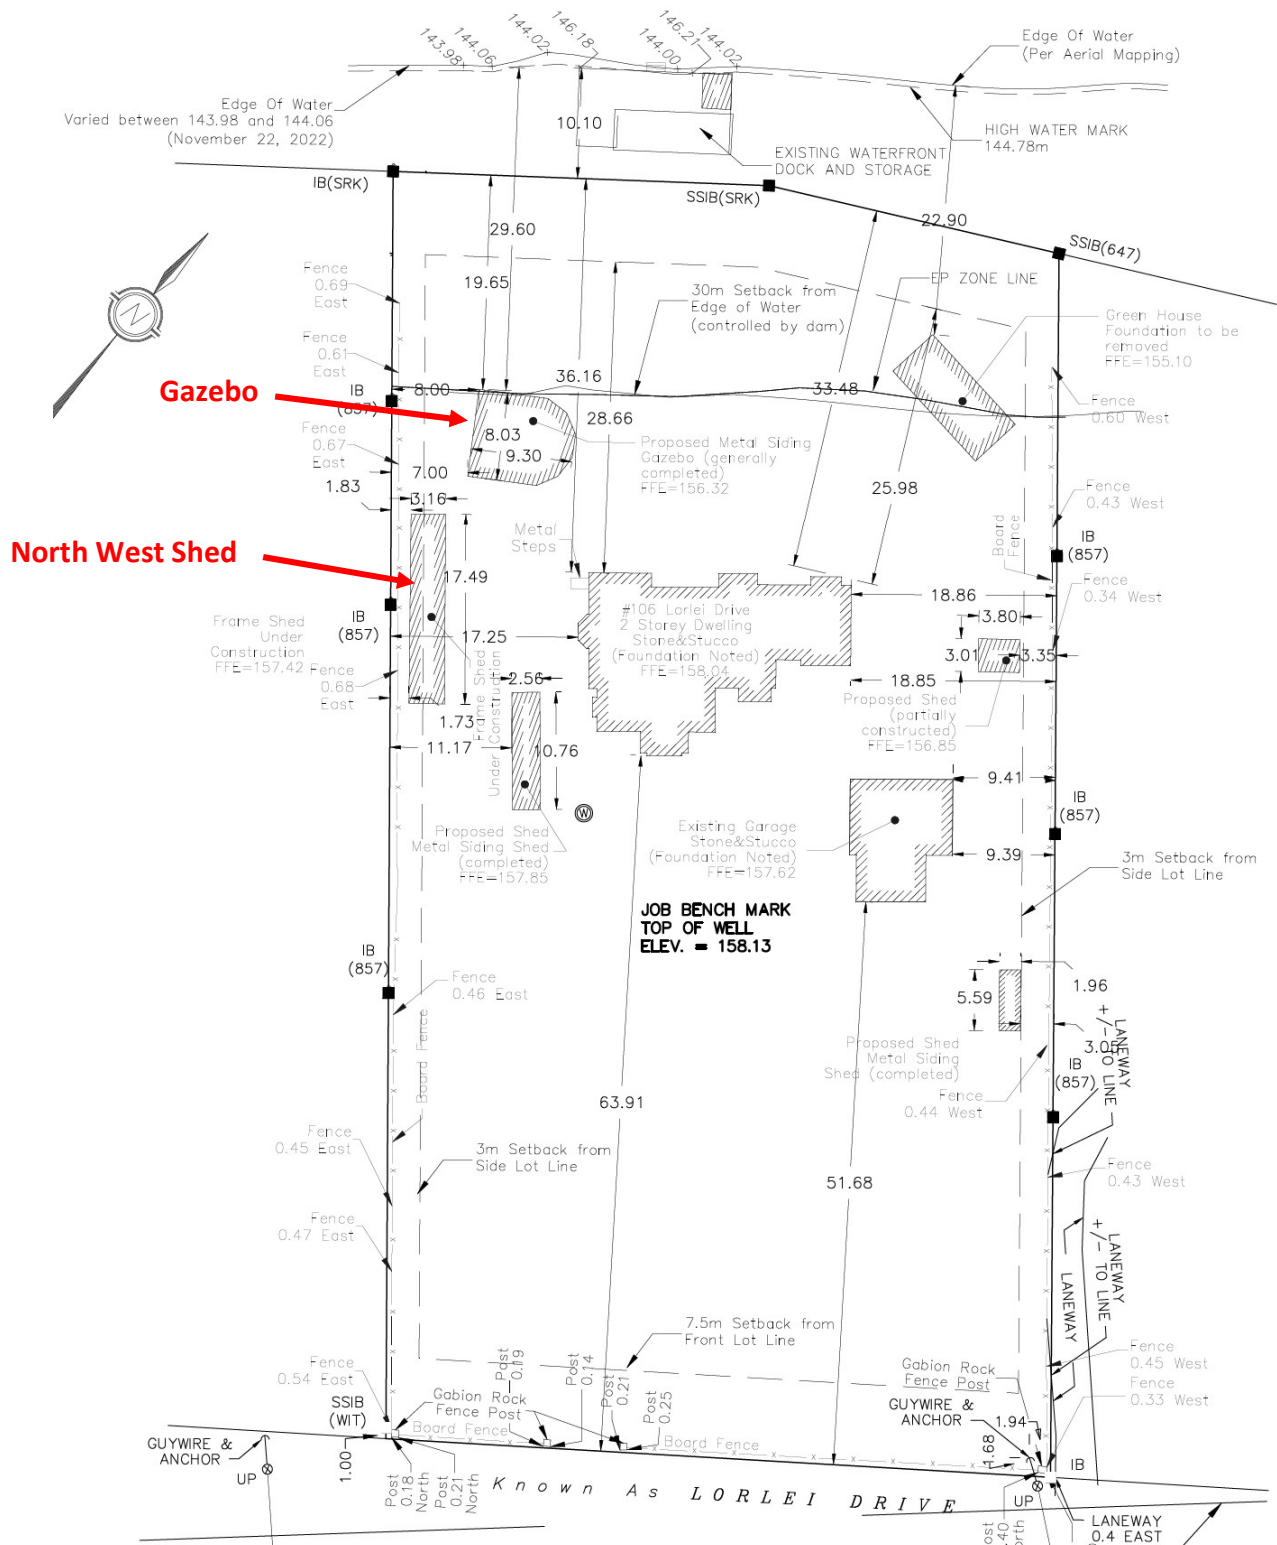 143.98
144.06
144.02
146.18
144.00
146.21
144.02
Edge Of Water
(Per Aerial Mapping)
Edge Of Water
Varied between 143.98 and 144.06
(November 22, 2022)
10.10
HIGH WATER MARK
144.78m
EXISTING WATERFRONT
DOCK AND STORAGE
IB(SRK)
SSIB(SRK)
SSIB(647)
29.60
22.90
19.65
N
Fence
0.69
East
30m Setback from
Edge of Water
(controlled by dam)
EP ZONE LINE
Green House
Foundation to be
removed
FFE=155.10
Fence
0.61
East
Gazebo
IB
(857)
8.00
36.16
33.48
28.66
Fence
0.60 West
Fence
0.67
East
8.03
9.30
Proposed Metal Siding
Gazebo (generally
completed)
FFE=156.32
7.00
1.83
3.16
25.98
Fence
0.43 West
Board
Fence
IB
(857)
North West Shed
Metal
Steps
17.49
Fence
0.34 West
18.86
3.80
IB
(857)
Frame Shed
Under
Construction
FFE=157.42
17.25
#106 Lorlei Drive
2 Storey Dwelling
Stone&Stucco
(Foundation Noted)
FFE=158.04
3.01
3.35
Fence
0.68
East
2.56
18.85
Frame Shed
Under Construction
1.73
11.17
10.76
Proposed Shed
(partially
constructed)
FFE=156.85
9.41
IB
(857)
W
Proposed Shed
Metal Siding Shed
(completed)
FFE=157.85
Existing Garage
Stone&Stucco
(Foundation Noted)
FFE=157.62
9.39
3m Setback from
Side Lot Line
JOB BENCH MARK
TOP OF WELL
ELEV. = 158.13
IB
(857)
Fence
0.46 East
5.59
1.96
Board Fence
Proposed Shed
Metal Siding
Shed (completed)
3.05
LANEWAY
+/- TO LINE
IB
(857)
Fence
0.44 West
63.91
Fence
0.45 East
3m Setback from
Side Lot Line
51.68
Fence
0.43 West
Fence
0.47 East
LANEWAY
+/- TO LINE
LANEWAY
7.5m Setback from
Front Lot Line
Fence
0.54 East
Post
0.19
Post
0.14
Post
0.21
Post
0.25
Gabion Rock
Fence Post
Fence
0.45 West
Fence
0.33 West
SSIB
(WIT)
Gabion Rock
Fence Post
GUYWIRE &
ANCHOR
1.94
1.68
Board Fence
Board Fence
GUYWIRE &
ANCHOR
UP
1.00
Post
0.18
North
Post
0.21
North
IB
UP
Known As LORLEI DRIVE
LANEWAY
0.4 EAST